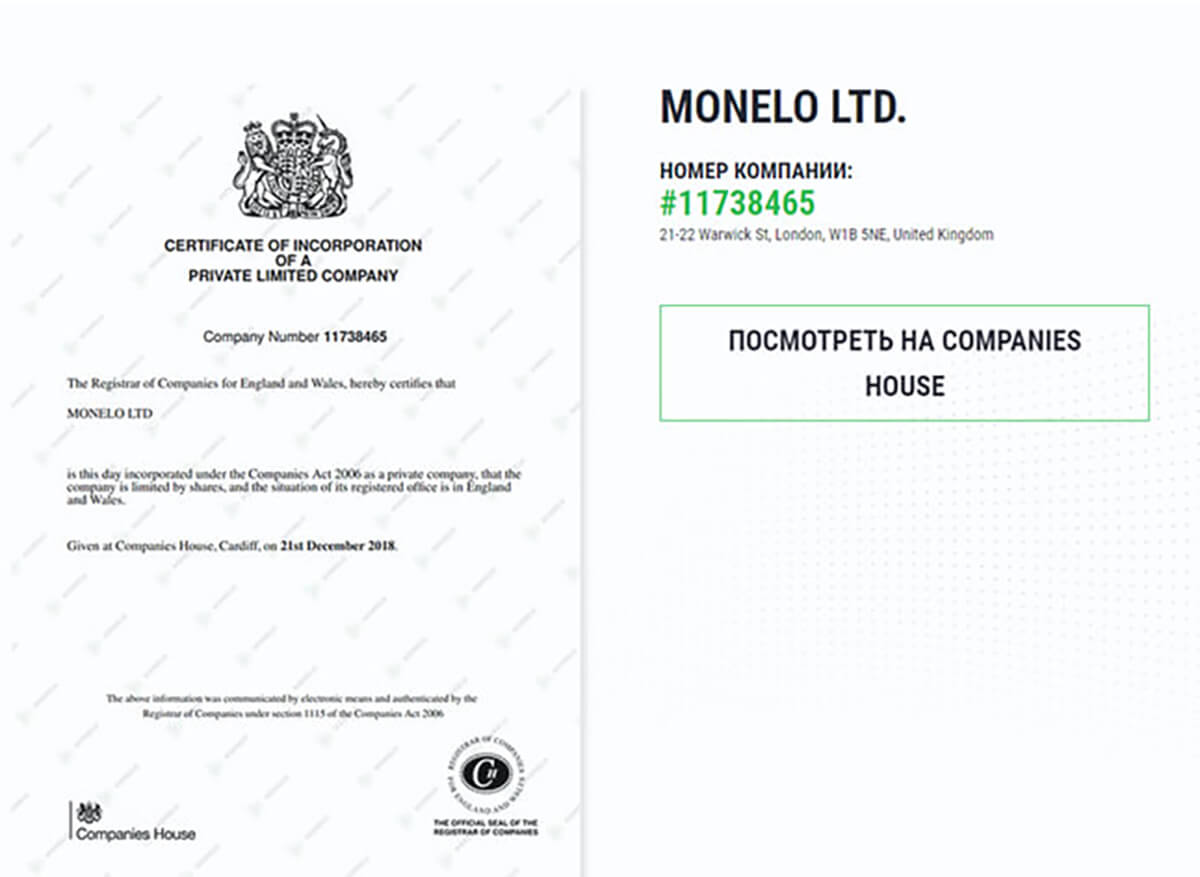 CERTIFICATE OF INCORPORATION
OF A
PRIVATE LIMITED COMPANY
Company Number 11738465
The Registrar of Companies for England and Wales, hereby certifies that
MONELO LTD
is this day incorporated under the Companies Act 2006 as a private company, that the
company is limited by shares, and the situation of its registered office is in England
and Wales.
Given at Companies House, Cardiff, on 21st December 2018.
The above information was communicated by electronic means and authenticated by the
Registrar of Companies under section 1115 of the Companies Act 2006
Companies House
REGISTRAR OF COMPANIES
FOR ENGLAND AND WALES
CH
THE OFFICIAL SEAL OF THE
REGISTRAR OF COMPANIES
MONELO LTD.
НОМЕР КОМПАНИИ:
#11738465
21-22 Warwick St, London, W1B 5NE, United Kingdom
ПОСМОТРЕТЬ НА COMPANIES
HOUSE